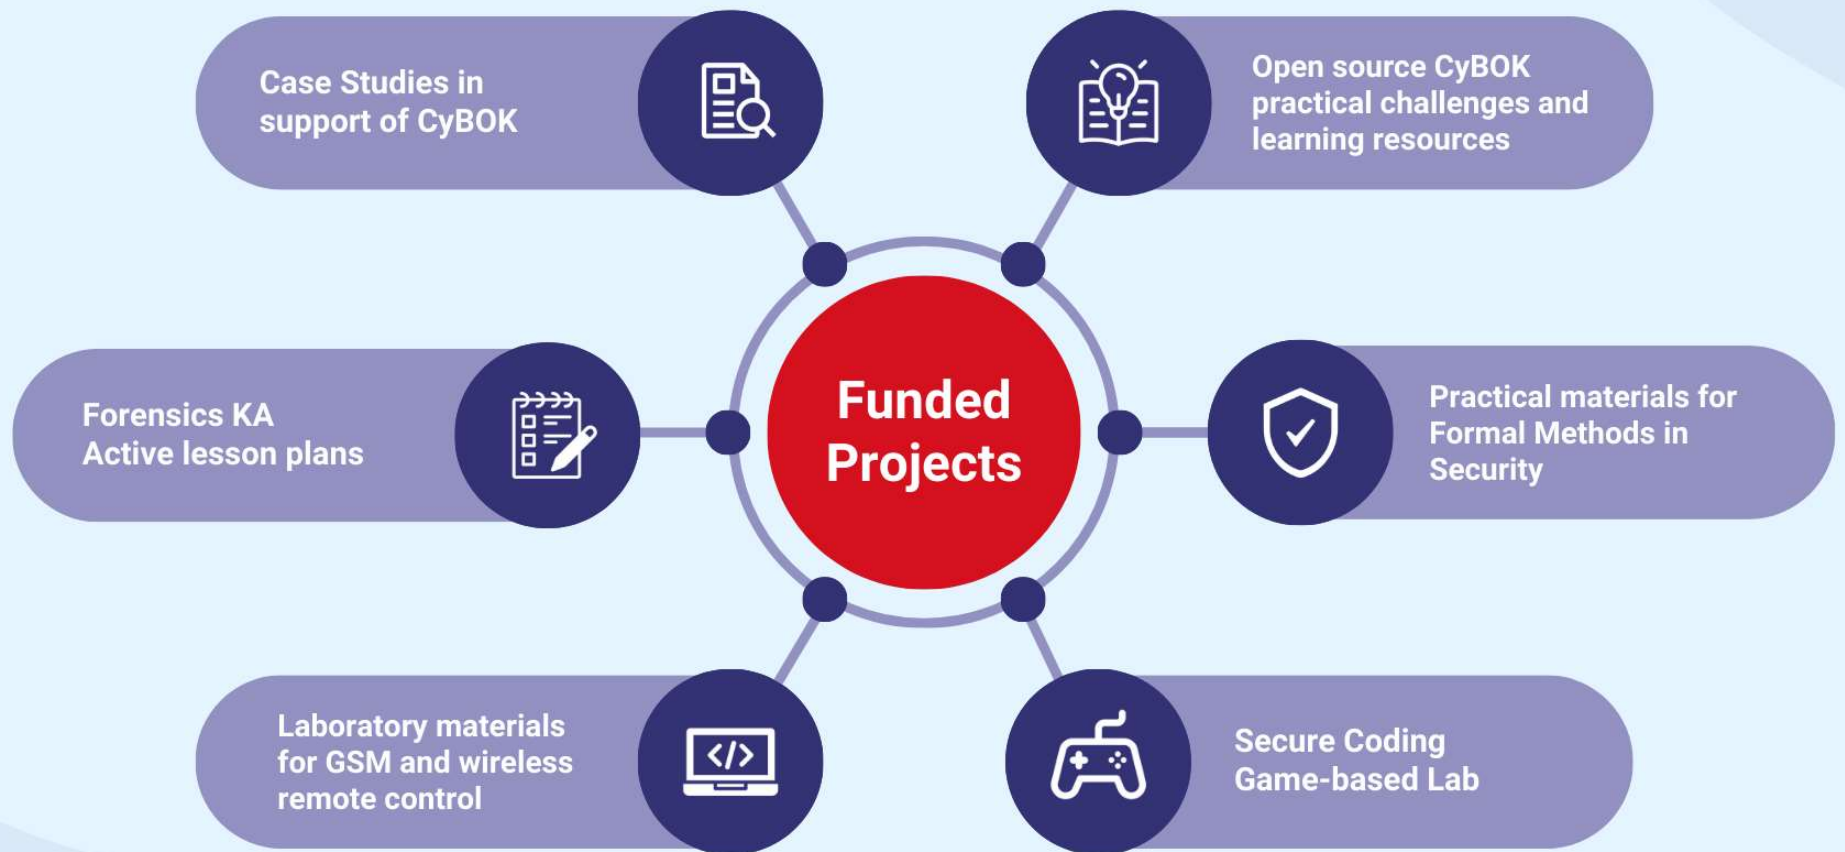 Case Studies in
support of CyBOK
Open source CyBOK
practical challenges and
learning resources
Forensics KA
Active lesson plans
Funded
Projects
Practical materials for
Formal Methods in
Security
Laboratory materials
for GSM and wireless
remote control
Secure Coding
Game-based Lab